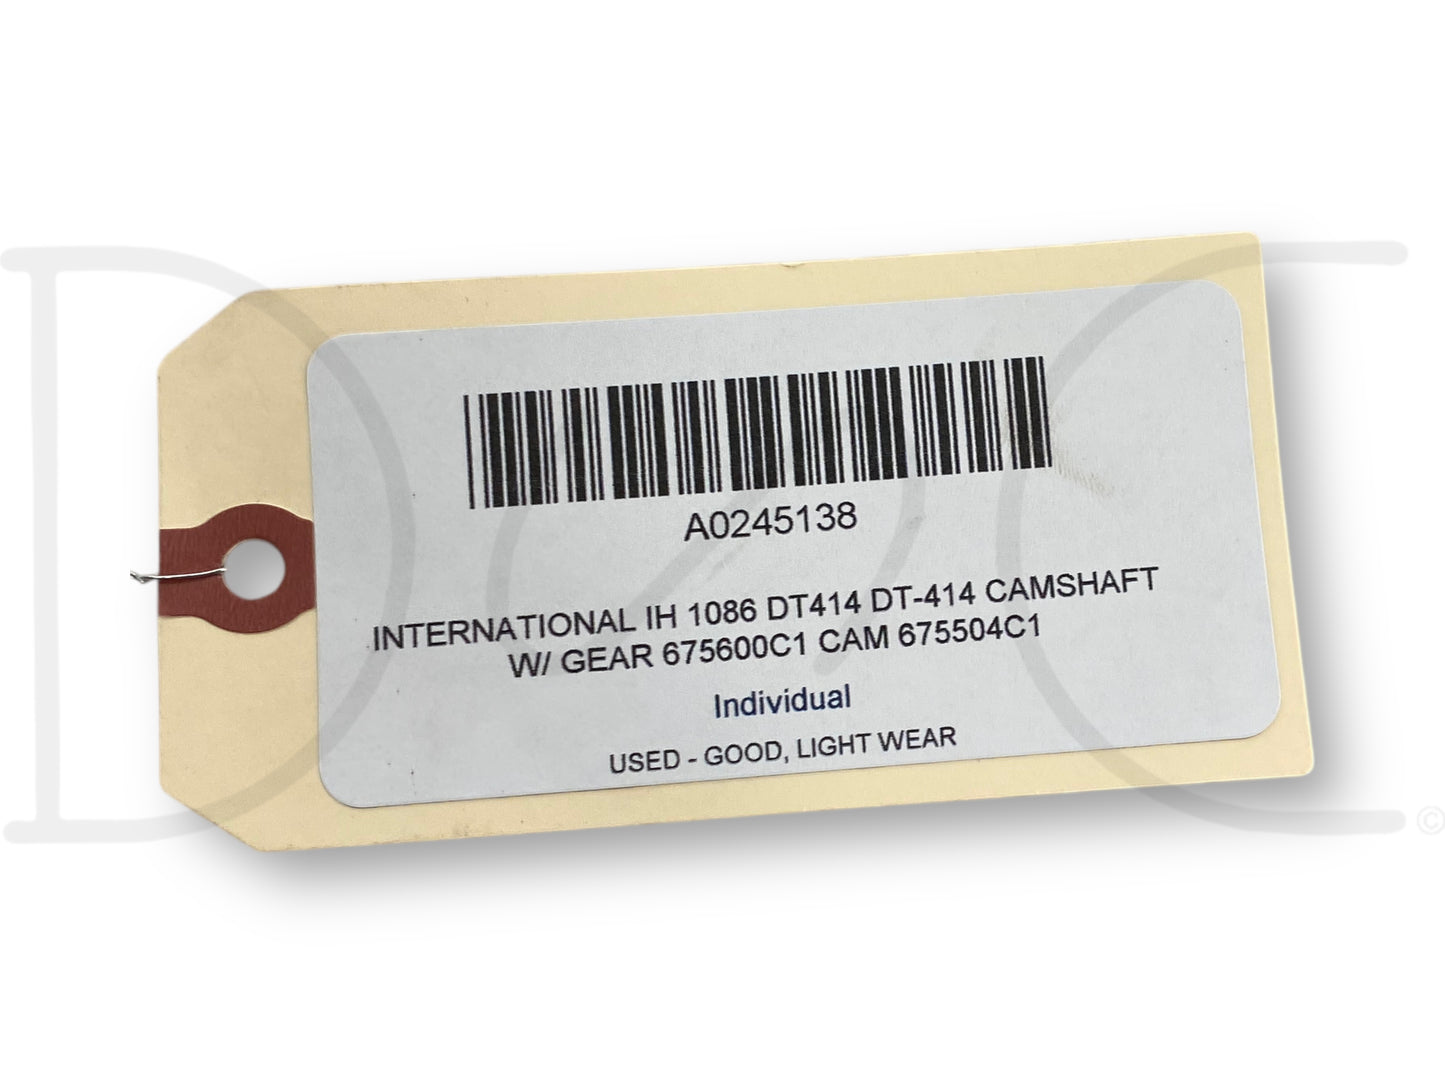 A0245138
INTERNATIONAL IH 1086 DT414 DT-414 CAMSHAFT
W/ GEAR 675600C1 CAM 675504C1
Individual
USED - GOOD, LIGHT WEAR